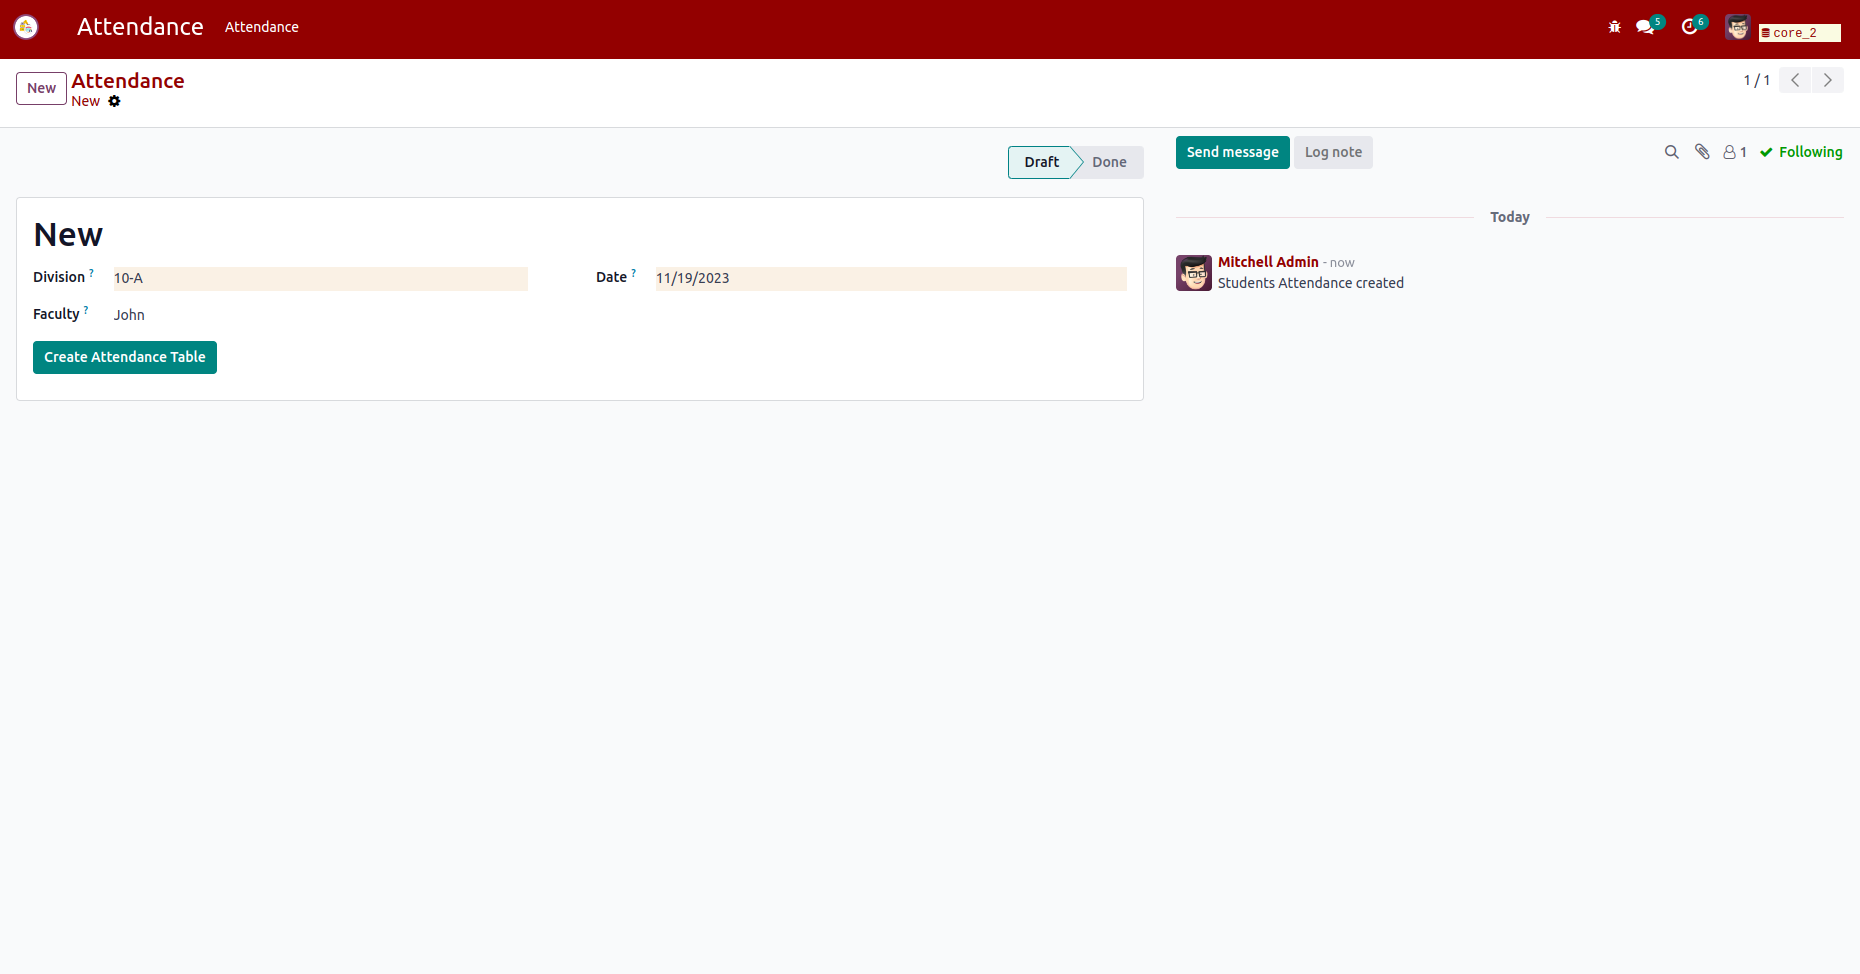 Attendance Attendance 5 6 core_2
New Attendance 1 / 1
New
Draft Done Send message Log note 1 Following
Today
New
Division ? 10-A Date ? 11/19/2023 Mitchell Admin - now
Students Attendance created
Faculty ? John
Create Attendance Table